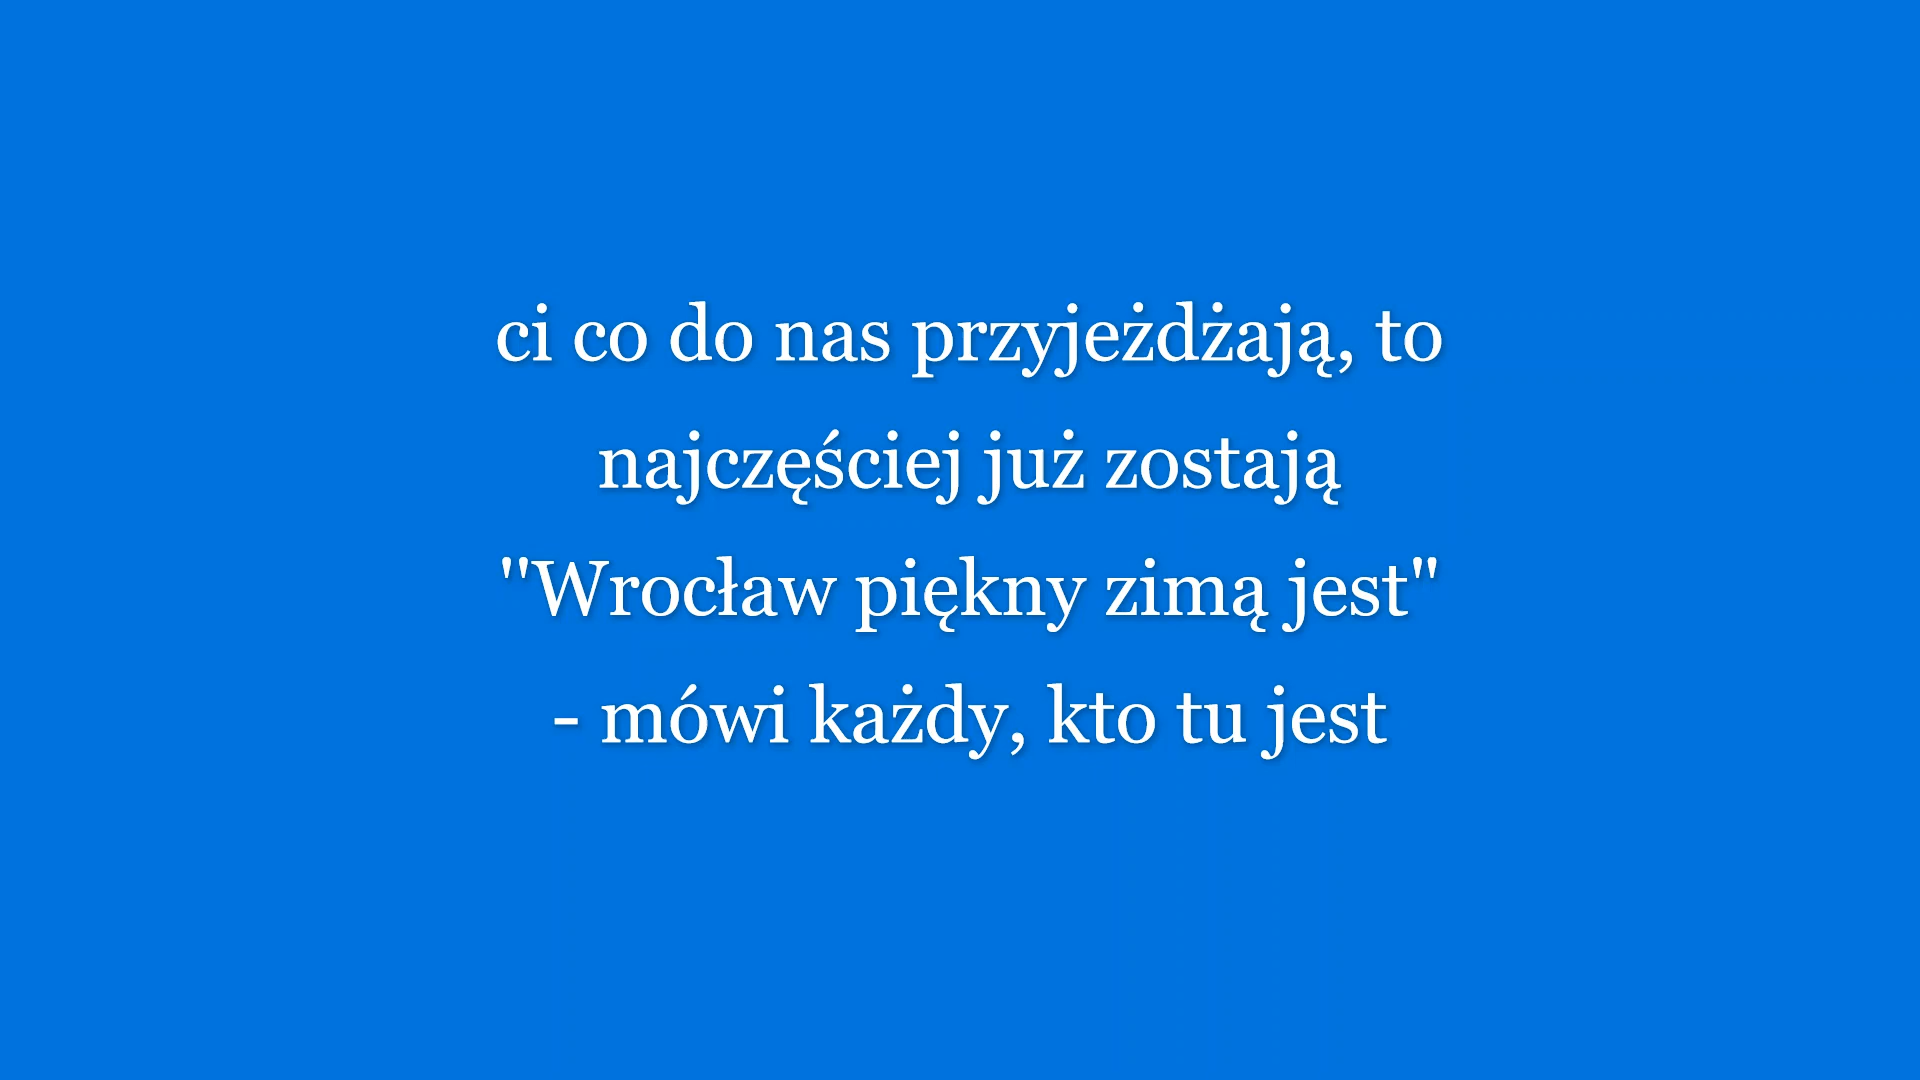 ci co do nas przyjeżdżają, to
najczęściej już zostają
"Wrocław piękny zimą jest"
- mówi każdy, kto tu jest